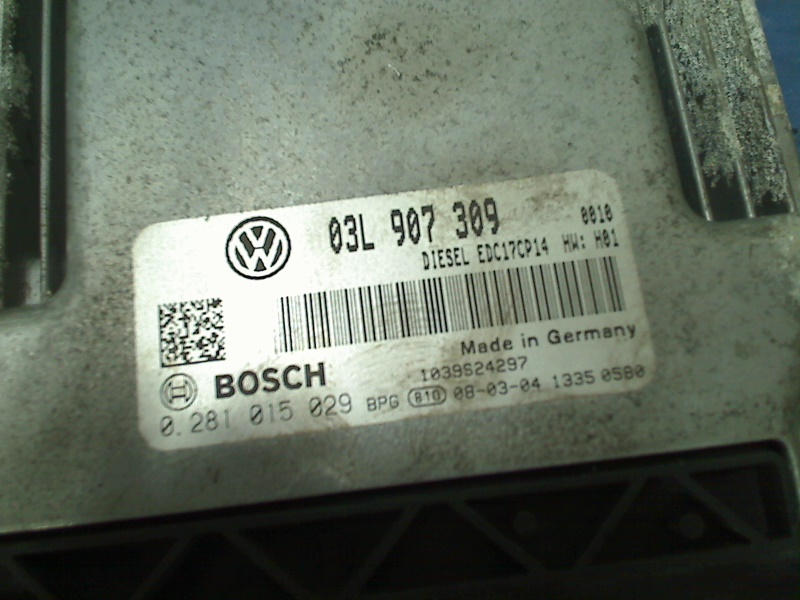 03L 907 309 0010
DIESEL EDC17CP14 HW: H01
Made in Germany
BOSCH 1039S24297
0 281 015 029 BPG B10 08-03-04 1335 0580